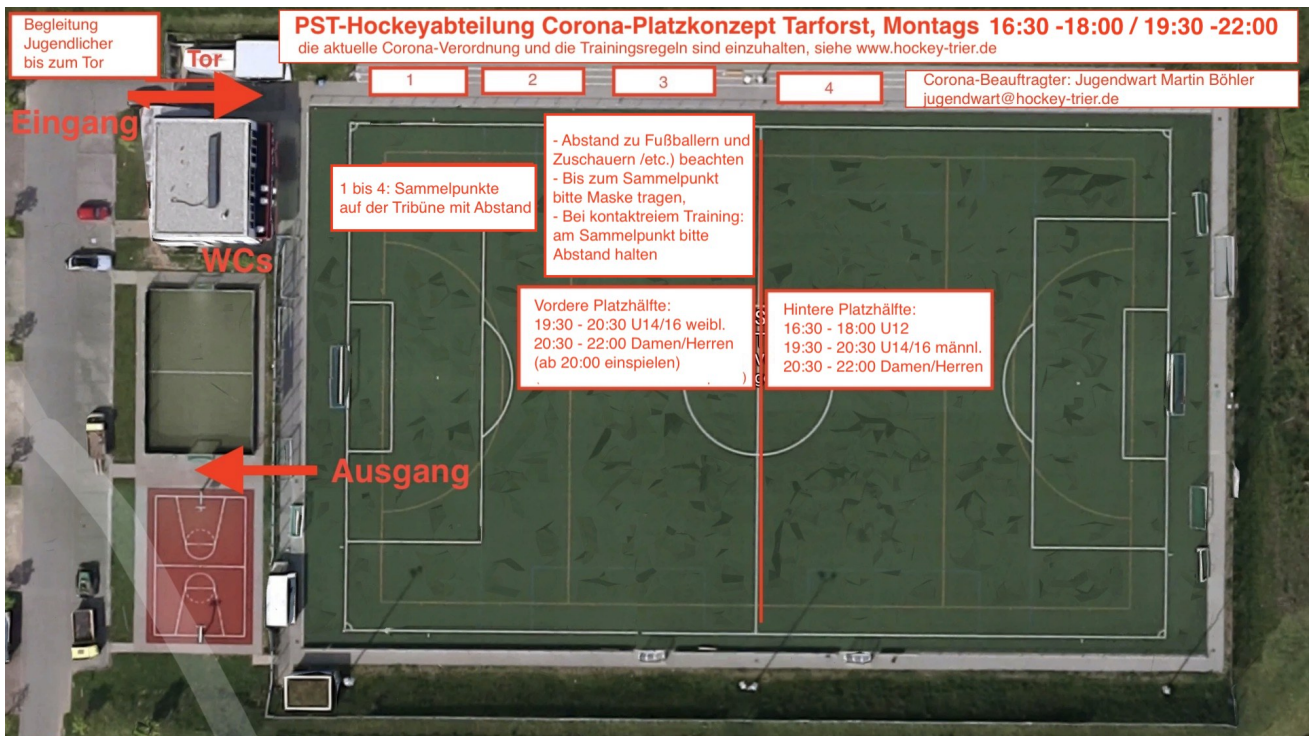 Begleitung
Jugendlicher
bis zum Tor
PST-Hockeyabteilung Corona-Platzkonzept Tarforst, Montags 16:30 -18:00 / 19:30 -22:00
die aktuelle Corona-Verordnung und die Trainingsregeln sind einzuhalten, siehe www.hockey-trier.de
Tor
1
2
3
4
Corona-Beauftragter: Jugendwart Martin Böhler
jugendwart@hockey-trier.de
Eingang
- Abstand zu Fußballern und
Zuschauern /etc.) beachten
- Bis zum Sammelpunkt
bitte Maske tragen,
- Bei kontaktreiem Training:
am Sammelpunkt bitte
Abstand halten
1 bis 4: Sammelpunkte
auf der Tribüne mit Abstand
WCs
Vordere Platzhälfte:
19:30 - 20:30 U14/16 weibl.
20:30 - 22:00 Damen/Herren
(ab 20:00 einspielen)
)
Hintere Platzhälfte:
16:30 - 18:00 U12
19:30 - 20:30 U14/16 männl.
20:30 - 22:00 Damen/Herren
Ausgang